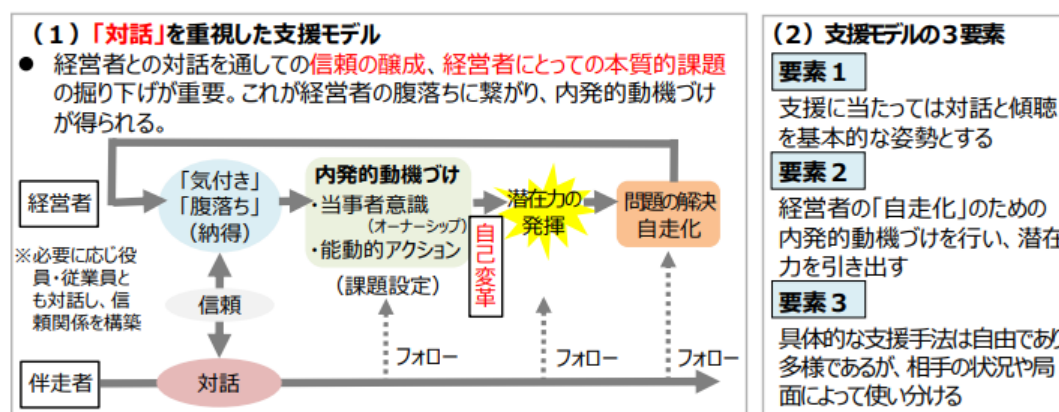 （１）「対話」を重視した支援モデル
● 経営者との対話を通しての信頼の醸成、経営者にとっての本質的課題
の掘り下げが重要。これが経営者の腹落ちに繋がり、内発的動機づけ
が得られる。
経営者
※必要に応じ役
員・従業員と
も対話し、信
頼関係を構築
「気付き」
「腹落ち」
（納得）
内発的動機づけ
・当事者意識
（オーナーシップ）
・能動的アクション
（課題設定）
自己変革
潜在力の
発揮
問題の解決
自走化
信頼
フォロー
フォロー
フォロー
伴走者
対話
（２）支援モデルの３要素
要素１
支援に当たっては対話と傾聴
を基本的な姿勢とする
要素２
経営者の「自走化」のための
内発的動機づけを行い、潜在
力を引き出す
要素３
具体的な支援手法は自由であり
多様であるが、相手の状況や局
面によって使い分ける